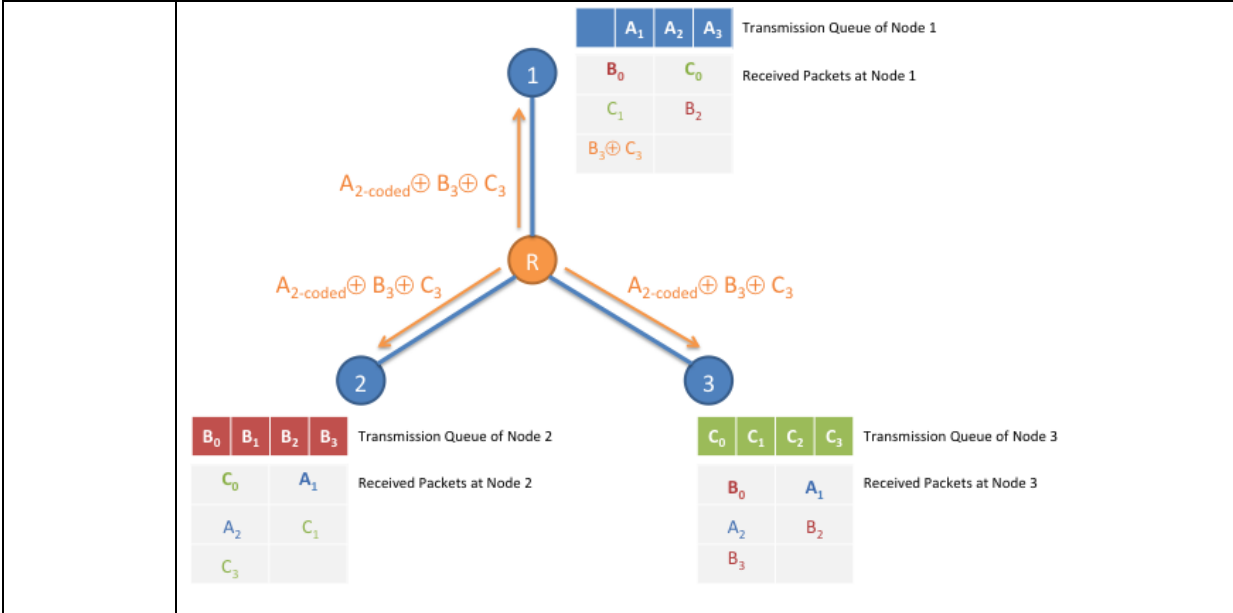 A₁ A₂ A₃ Transmission Queue of Node 1
1
B₀ C₀ Received Packets at Node 1
C₁ B₂
B₃⊕ C₃
A₂₋coded⊕ B₃⊕ C₃
R
A₂₋coded⊕ B₃⊕ C₃ A₂₋coded⊕ B₃⊕ C₃
2 3
B₀ B₁ B₂ B₃ Transmission Queue of Node 2
C₀ A₁ Received Packets at Node 2
A₂ C₁
C₃
C₀ C₁ C₂ C₃ Transmission Queue of Node 3
B₀ A₁ Received Packets at Node 3
A₂ B₂
B₃